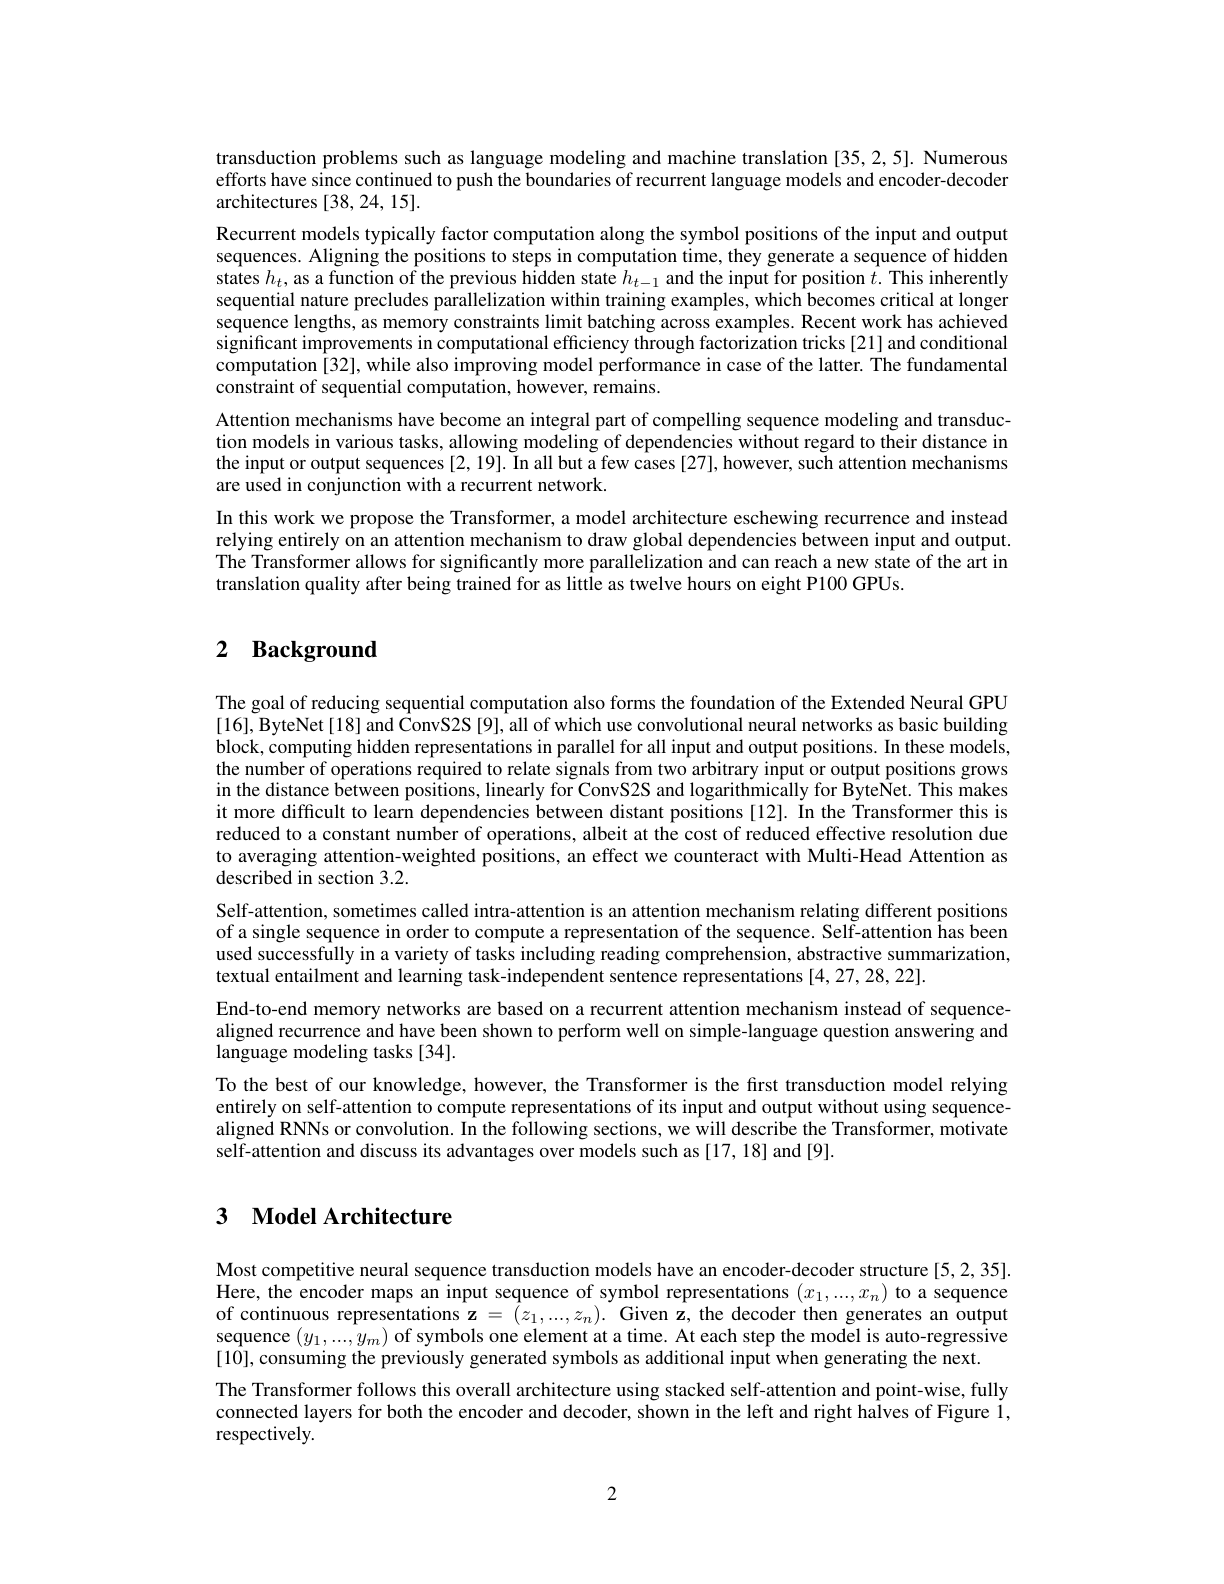 transduction problems such as language modeling and machine translation [35, 2, 5]. Numerous
efforts have since continued to push the boundaries of recurrent language models and encoder-decoder
architectures [38, 24, 15].
Recurrent models typically factor computation along the symbol positions of the input and output
sequences. Aligning the positions to steps in computation time, they generate a sequence of hidden
states hₜ, as a function of the previous hidden state hₜ₋₁ and the input for position t. This inherently
sequential nature precludes parallelization within training examples, which becomes critical at longer
sequence lengths, as memory constraints limit batching across examples. Recent work has achieved
significant improvements in computational efficiency through factorization tricks [21] and conditional
computation [32], while also improving model performance in case of the latter. The fundamental
constraint of sequential computation, however, remains.
Attention mechanisms have become an integral part of compelling sequence modeling and transduc-
tion models in various tasks, allowing modeling of dependencies without regard to their distance in
the input or output sequences [2, 19]. In all but a few cases [27], however, such attention mechanisms
are used in conjunction with a recurrent network.
In this work we propose the Transformer, a model architecture eschewing recurrence and instead
relying entirely on an attention mechanism to draw global dependencies between input and output.
The Transformer allows for significantly more parallelization and can reach a new state of the art in
translation quality after being trained for as little as twelve hours on eight P100 GPUs.
2 Background
The goal of reducing sequential computation also forms the foundation of the Extended Neural GPU
[16], ByteNet [18] and ConvS2S [9], all of which use convolutional neural networks as basic building
block, computing hidden representations in parallel for all input and output positions. In these models,
the number of operations required to relate signals from two arbitrary input or output positions grows
in the distance between positions, linearly for ConvS2S and logarithmically for ByteNet. This makes
it more difficult to learn dependencies between distant positions [12]. In the Transformer this is
reduced to a constant number of operations, albeit at the cost of reduced effective resolution due
to averaging attention-weighted positions, an effect we counteract with Multi-Head Attention as
described in section 3.2.
Self-attention, sometimes called intra-attention is an attention mechanism relating different positions
of a single sequence in order to compute a representation of the sequence. Self-attention has been
used successfully in a variety of tasks including reading comprehension, abstractive summarization,
textual entailment and learning task-independent sentence representations [4, 27, 28, 22].
End-to-end memory networks are based on a recurrent attention mechanism instead of sequence-
aligned recurrence and have been shown to perform well on simple-language question answering and
language modeling tasks [34].
To the best of our knowledge, however, the Transformer is the first transduction model relying
entirely on self-attention to compute representations of its input and output without using sequence-
aligned RNNs or convolution. In the following sections, we will describe the Transformer, motivate
self-attention and discuss its advantages over models such as [17, 18] and [9].
3 Model Architecture
Most competitive neural sequence transduction models have an encoder-decoder structure [5, 2, 35].
Here, the encoder maps an input sequence of symbol representations (x₁, ..., xₙ) to a sequence
of continuous representations z = (z₁, ..., zₙ). Given z, the decoder then generates an output
sequence (y₁, ..., yₘ) of symbols one element at a time. At each step the model is auto-regressive
[10], consuming the previously generated symbols as additional input when generating the next.
The Transformer follows this overall architecture using stacked self-attention and point-wise, fully
connected layers for both the encoder and decoder, shown in the left and right halves of Figure 1,
respectively.
2